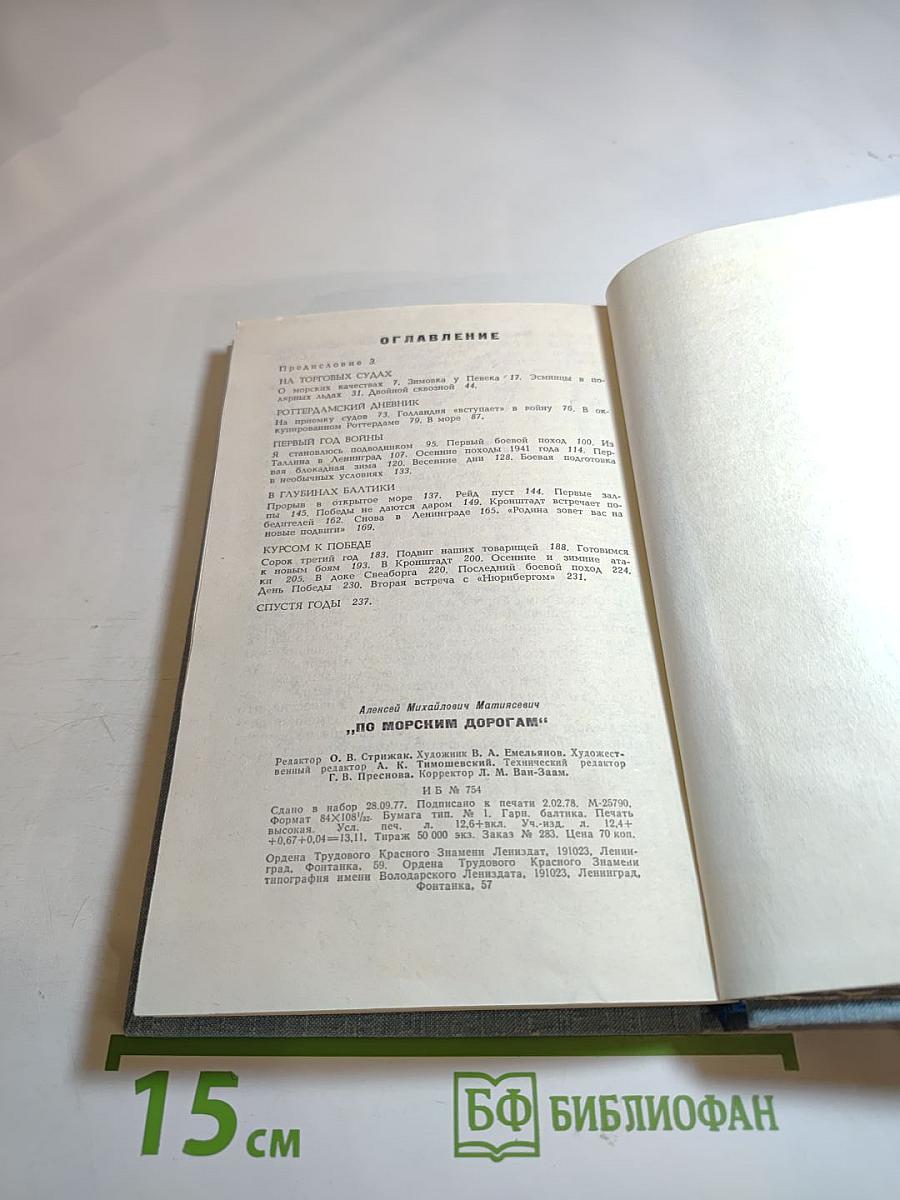 ОГЛАВЛЕНИЕ
Предисловие 3.
НА ТОРГОВЫХ СУДАХ
О морских качествах 7. Зимовка у Певека 17. Эсминцы в по-
лярных льдах 31. Двойной сквозной 44.
РОТТЕРДАМСКИЙ ДНЕВНИК
На приемку судов 73. Голландия «вступает» в войну 76. В ок-
купированном Роттердаме 79. В море 87.
ПЕРВЫЙ ГОД ВОЙНЫ
Я становлюсь подводником 95. Первый боевой поход 100. Из
Таллина в Ленинград 107. Осенние походы 1941 года 114. Пер-
вая блокадная зима 120. Весенние дни 128. Боевая подготовка
в необычных условиях 133.
В ГЛУБИНАХ БАЛТИКИ
Прорыв в открытое море 137. Рейд пуст 144. Первые зал-
пы 145. Победы не даются даром 149. Кронштадт встречает по-
бедителей 162. Снова в Ленинграде 165. «Родина зовет вас на
новые подвиги» 169.
КУРСОМ К ПОБЕДЕ
Сорок третий год 183. Подвиг наших товарищей 188. Готовимся
к новым боям 193. В Кронштадт 200. Осенние и зимние ата-
ки 205. В доке Свеаборга 220. Последний боевой поход 224.
День Победы 230. Вторая встреча с «Нюрнбергом» 231.
СПУСТЯ ГОДЫ 237.
Алексей Михайлович Матиясевич
„ПО МОРСКИМ ДОРОГАМ“
Редактор О. В. Стрижак. Художник В. А. Емельянов. Художест-
венный редактор А. К. Тимошевский. Технический редактор
Г. В. Преснова. Корректор Л. М. Ван-Заам.
ИБ № 754
Сдано в набор 28.09.77. Подписано к печати 2.02.78. М-25790.
Формат 84×108¹/₃₂. Бумага тип. № 1. Гарн. балтика. Печать
высокая. Усл. печ. л. 12,6+вкл. Уч.-изд. л. 12,4+
+0,67+0,04=13,11. Тираж 50 000 экз. Заказ № 283. Цена 70 коп.
Ордена Трудового Красного Знамени Лениздат, 191023, Ленин-
град, Фонтанка, 59. Ордена Трудового Красного Знамени
типография имени Володарского Лениздата, 191023, Ленинград,
Фонтанка, 57
15 см
БФ БИБЛИОФАН